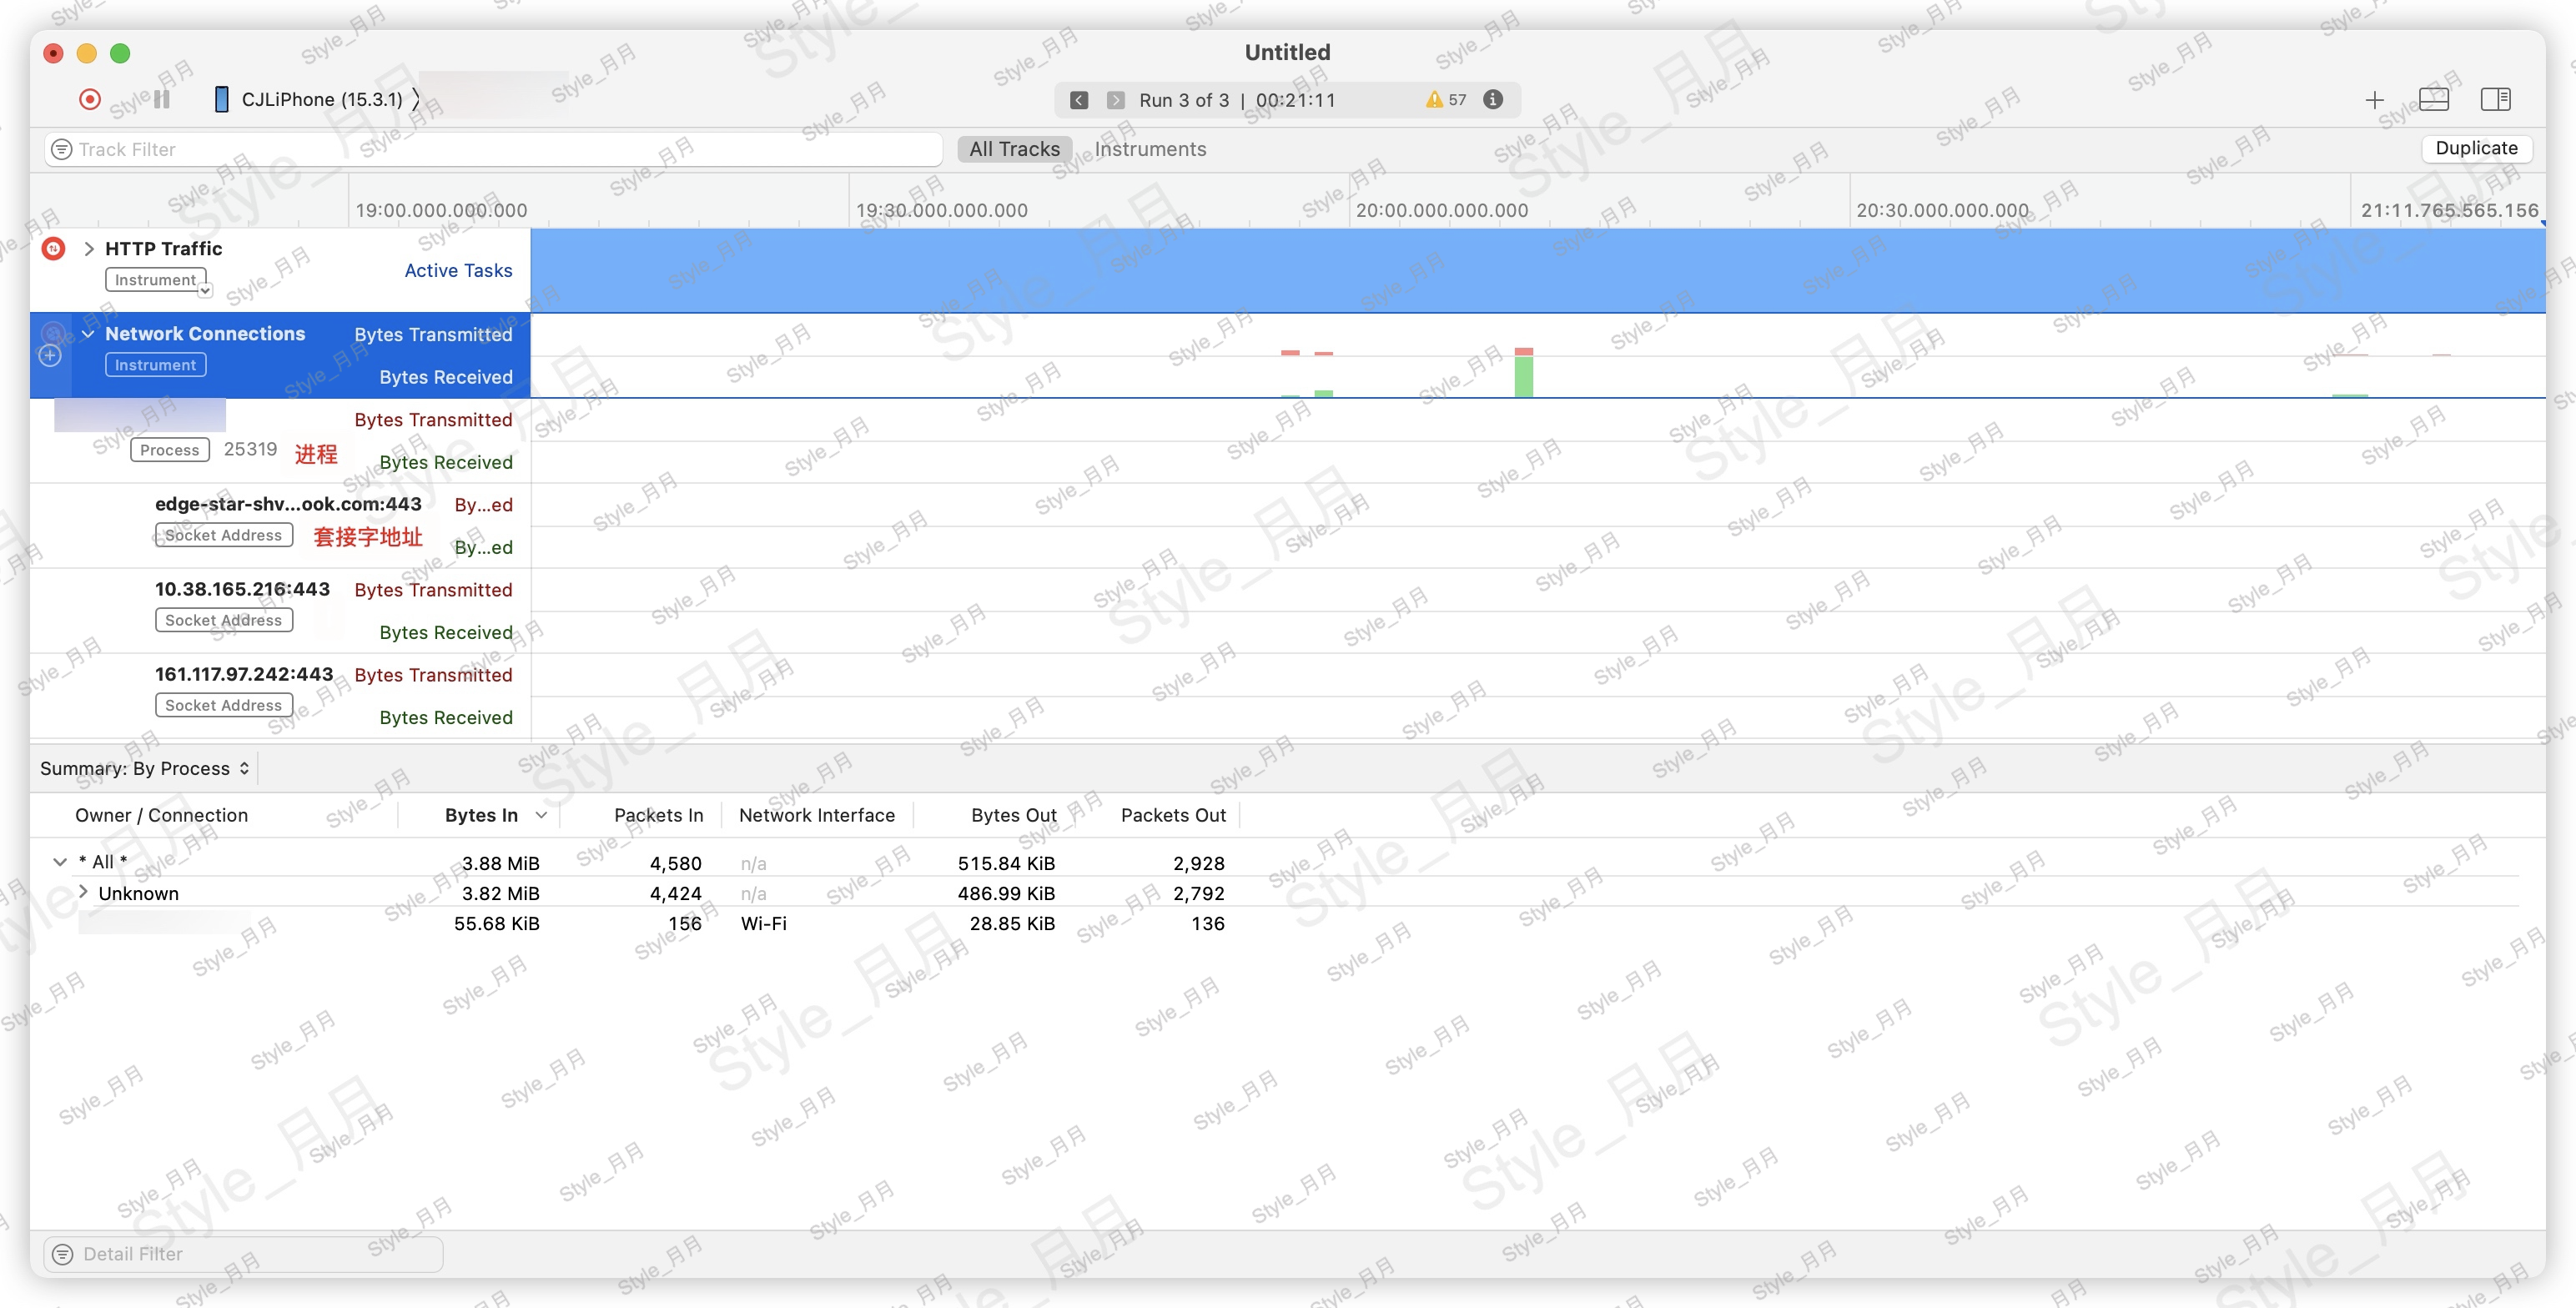 Untitled
CJLiPhone (15.3.1)
Run 3 of 3 | 00:21:11
57
Track Filter
All Tracks
Instruments
Duplicate
19:00.000.000.000
19:30.000.000.000
20:00.000.000.000
20:30.000.000.000
21:11.765.565.156
HTTP Traffic
Instrument
Active Tasks
Network Connections
Instrument
Bytes Transmitted
Bytes Received
Process 25319 进程
Bytes Transmitted
Bytes Received
edge-star-shv...ook.com:443
Socket Address 套接字地址
By...ed
By...ed
10.38.165.216:443
Socket Address
Bytes Transmitted
Bytes Received
161.117.97.242:443
Socket Address
Bytes Transmitted
Bytes Received
Summary: By Process
Owner / Connection Bytes In Packets In Network Interface Bytes Out Packets Out
* All * 3.88 MiB 4,580 n/a 515.84 KiB 2,928
Unknown 3.82 MiB 4,424 n/a 486.99 KiB 2,792
55.68 KiB 156 Wi-Fi 28.85 KiB 136
Detail Filter
Style_月月